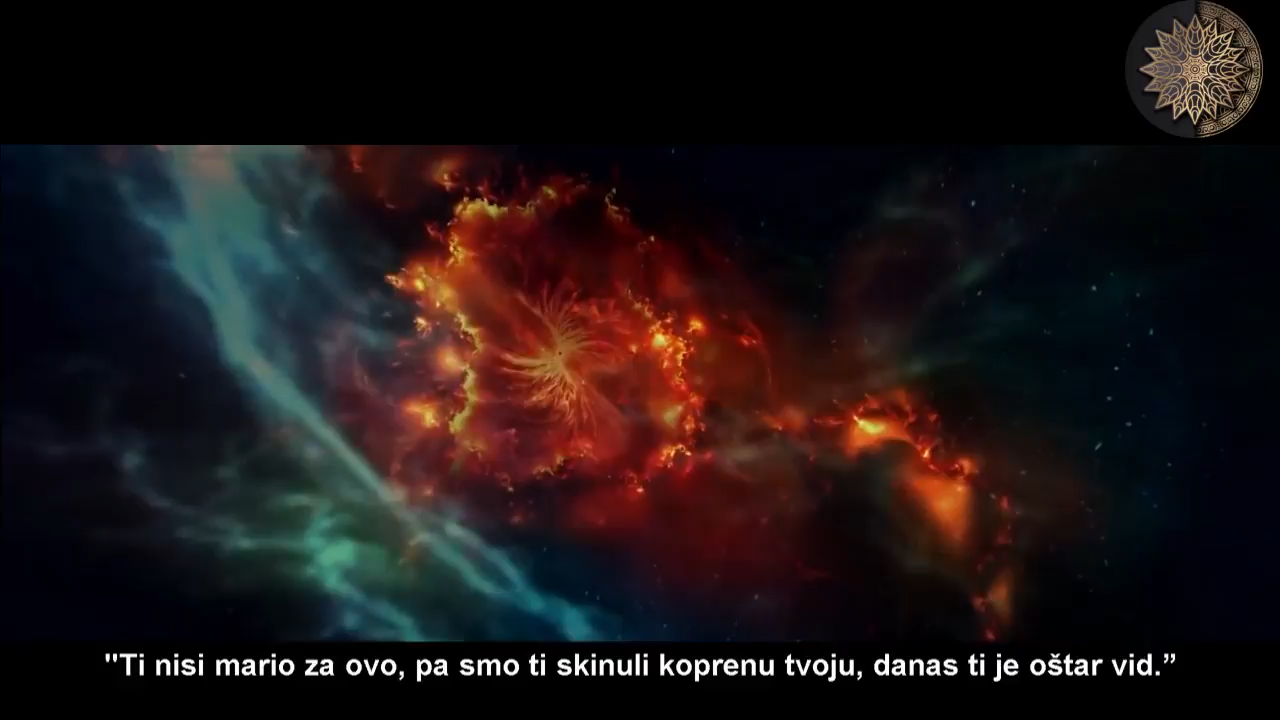 "Ti nisi mario za ovo, pa smo ti skinuli koprenu tvoju, danas ti je oštar vid.”